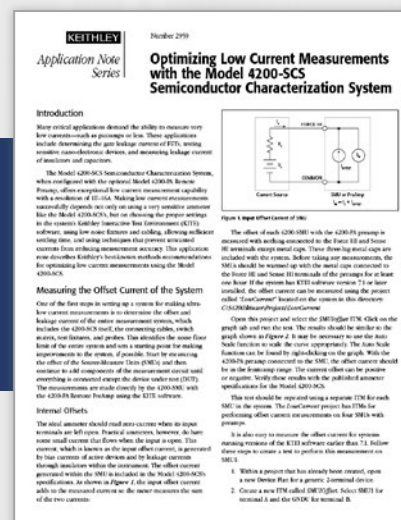 KEITHLEY
Number 2959
Application Note
Series
Optimizing Low Current Measurements
with the Model 4200-SCS
Semiconductor Characterization System
Introduction
Many critical applications demand the ability to measure very
low currents—such as picoamps or less. These applications
include determining the gate leakage current of FETs, testing
sensitive nano-electronic devices, and measuring leakage current
of insulators and capacitors.
The Model 4200-SCS Semiconductor Characterization System,
when configured with the optional Model 4200-PA Remote
Preamp, offers exceptional low current measurement capability
with a resolution of 1E–16A. Making low current measurements
successfully depends not only on using a very sensitive ammeter
like the Model 4200-SCS, but on choosing the proper settings
in the system's Keithley Interactive Test Environment (KITE)
software, using low noise fixtures and cabling, allowing sufficient
settling time, and using techniques that prevent unwanted
currents from reducing measurement accuracy. This application
note describes Keithley's best-known methods recommendations
for optimizing low current measurements using the Model
4200-SCS.
Measuring the Offset Current of the System
One of the first steps in setting up a system for making ultra-
low current measurements is to determine the offset and
leakage current of the entire measurement system, which
includes the 4200-SCS itself, the connecting cables, switch
matrix, test fixtures, and probes. This identifies the noise floor
limit of the entire system and sets a starting point for making
improvements to the system, if possible. Start by measuring
the offset of the Source-Measure Units (SMUs) and then
continue to add components of the measurement circuit until
everything is connected except the device under test (DUT).
The measurements are made directly by the 4200-SMU with
the 4200-PA Remote PreAmp using the KITE software.
Internal Offsets
The ideal ammeter should read zero current when its input
terminals are left open. Practical ammeters, however, do have
some small current that flows when the input is open. This
current, which is known as the input offset current, is generated
by bias currents of active devices and by leakage currents
through insulators within the instrument. The offset current
generated within the SMU is included in the Model 4200-SCS's
specifications. As shown in Figure 1, the input offset current
adds to the measured current so the meter measures the sum
of the two currents.
FORCE HI
COMMON
Current Source
SMU w/ PreAmp
Figure 1. Input Offset Current of SMU
The offset of each 4200-SMU with the 4200-PA preamp is
measured with nothing connected to the Force HI and Sense
HI terminals except metal caps. These three-lug metal caps are
included with the system. Before taking any measurements, the
SMUs should be warmed up with the metal caps connected to
the Force HI and Sense HI terminals of the preamps for at least
one hour. If the system has KITE software version 7.1 or later
installed, the offset current can be measured using the project
called "LowCurrent" located on the system in this directory:
Open this project and select the SMU1offset ITM. Click on the
graph tab and run the test. The results should be similar to the
graph shown in Figure 2. It may be necessary to use the Auto
Scale function to scale the curve appropriately. The Auto Scale
function can be found by right-clicking on the graph. With the
4200-PA preamp connected to the SMU, the offset current should
be in the femtoamp range. The current offset can be positive
or negative. Verify these results with the published ammeter
specifications for the Model 4200-SCS.
This test should be repeated using a separate ITM for each
SMU in the system. The LowCurrent project has ITMs for
performing offset current measurements on four SMUs with
preamps.
It is also easy to measure the offset current for systems
running versions of the KITE software earlier than 7.1. Follow
these steps to create a test to perform this measurement on
SMU1:
1. Within a project that has already been created, open
a new Device Plan for a generic 2-terminal device.
2. Create a new ITM called SMU1Offset. Select SMU1 for
terminal A and the GNDU for terminal B.